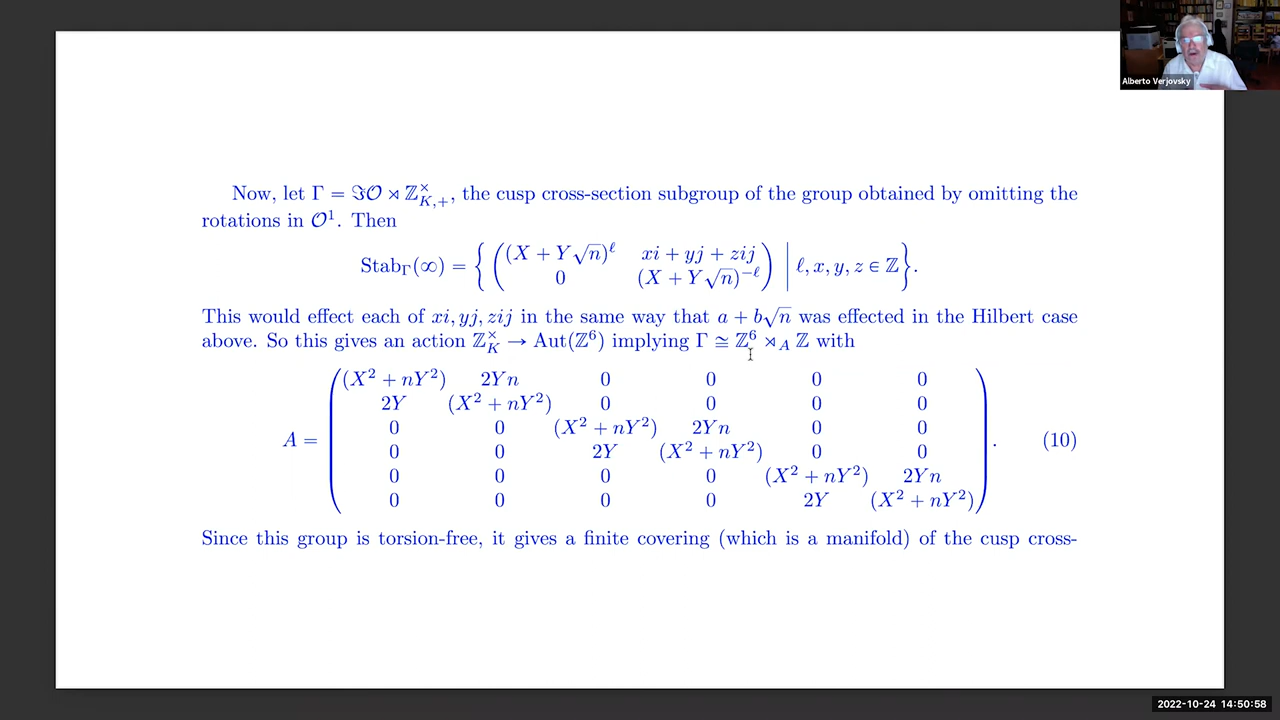 Alberto Verjovsky
Now, let Γ = ℑ𝒪 ⋊ ℤ^×_{K,+}, the cusp cross-section subgroup of the group obtained by omitting the
rotations in 𝒪¹. Then
Stab_Γ(∞) = { ( (X + Y√n)^ℓ xi + yj + zij
0 (X + Y√n)^{−ℓ} ) | ℓ, x, y, z ∈ ℤ }.
This would effect each of xi, yj, zij in the same way that a + b√n was effected in the Hilbert case
above. So this gives an action ℤ^×_K → Aut(ℤ⁶) implying Γ ≅ ℤ⁶ ⋊_A ℤ with
(X² + nY²) 2Yn 0 0 0 0
2Y (X² + nY²) 0 0 0 0
0 0 (X² + nY²) 2Yn 0 0
A = . (10)
0 0 2Y (X² + nY²) 0 0
0 0 0 0 (X² + nY²) 2Yn
0 0 0 0 2Y (X² + nY²)
Since this group is torsion-free, it gives a finite covering (which is a manifold) of the cusp cross-
2022-10-24 14:50:58